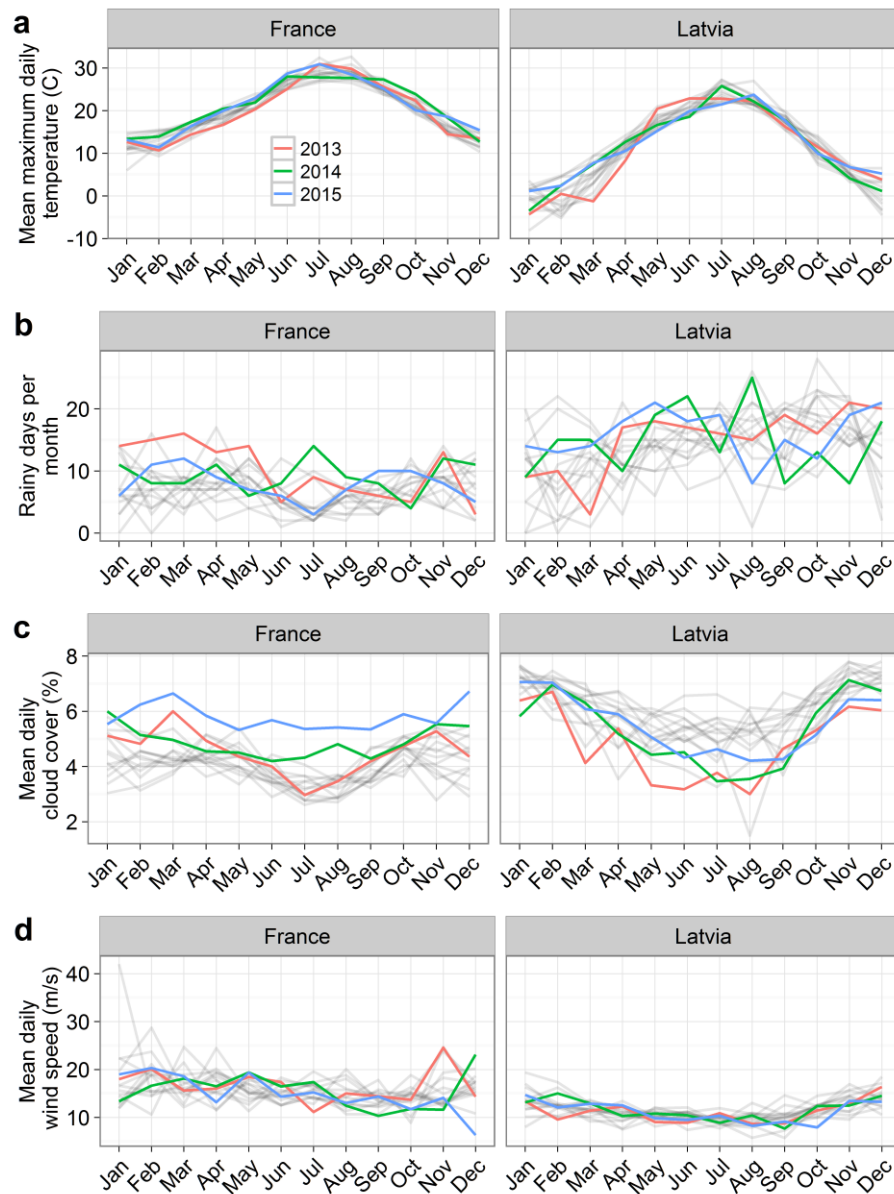 a
France
Latvia
Mean maximum daily
temperature (C)
30
20
10
0
-10
2013
2014
2015
Jan Feb Mar Apr May Jun Jul Aug Sep Oct Nov Dec
Jan Feb Mar Apr May Jun Jul Aug Sep Oct Nov Dec
b
France
Latvia
Rainy days per
month
20
10
0
Jan Feb Mar Apr May Jun Jul Aug Sep Oct Nov Dec
Jan Feb Mar Apr May Jun Jul Aug Sep Oct Nov Dec
c
France
Latvia
Mean daily
cloud cover (%)
8
6
4
2
Jan Feb Mar Apr May Jun Jul Aug Sep Oct Nov Dec
Jan Feb Mar Apr May Jun Jul Aug Sep Oct Nov Dec
d
France
Latvia
Mean daily
wind speed (m/s)
40
30
20
10
Jan Feb Mar Apr May Jun Jul Aug Sep Oct Nov Dec
Jan Feb Mar Apr May Jun Jul Aug Sep Oct Nov Dec